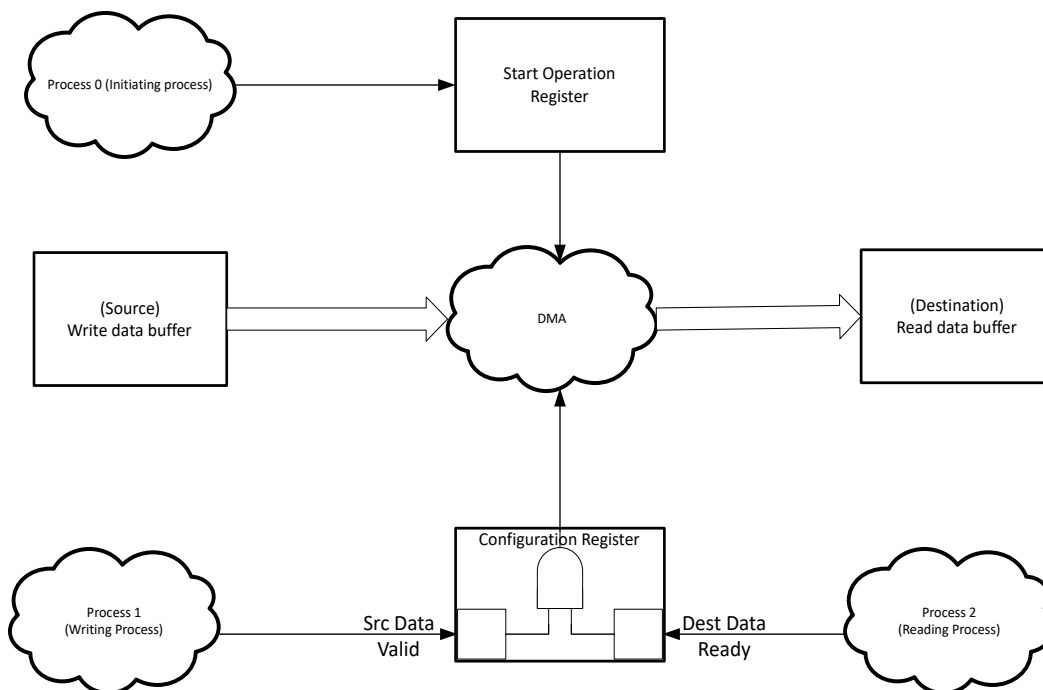 Process 0 (Initiating process)
Start Operation
Register
(Source)
Write data buffer
DMA
(Destination)
Read data buffer
Configuration Register
Process 1
(Writing Process)
Src Data
Valid
Dest Data
Ready
Process 2
(Reading Process)